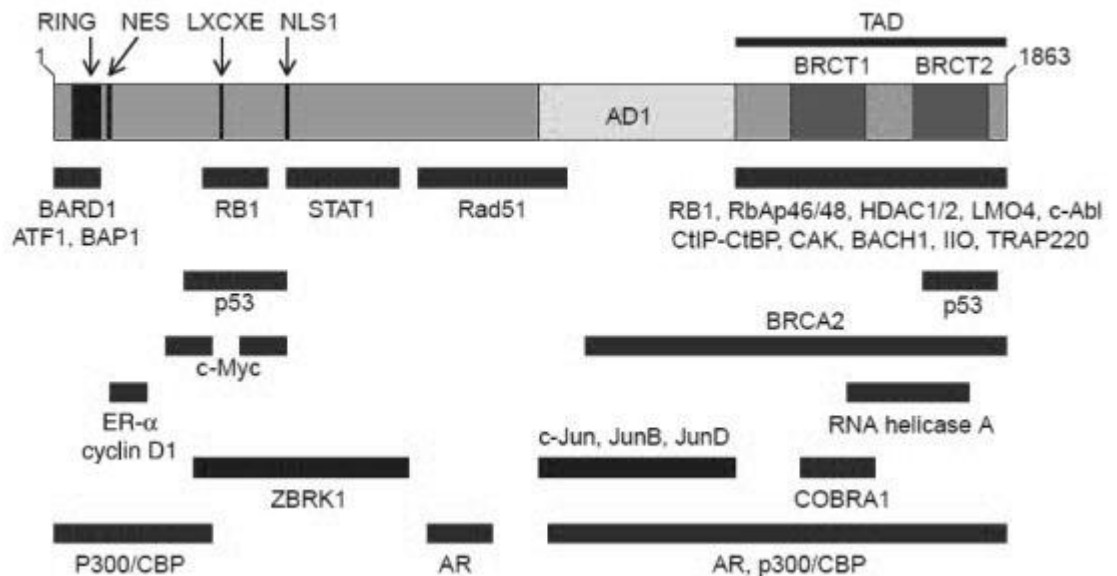 RING NES LXCXE NLS1 TAD
1 BRCT1 BRCT2 1863
AD1
BARD1 RB1 STAT1 Rad51 RB1, RbAp46/48, HDAC1/2, LMO4, c-Abl
ATF1, BAP1 CtIP-CtBP, CAK, BACH1, IIO, TRAP220
p53 p53
BRCA2
c-Myc
ER-α RNA helicase A
cyclin D1 c-Jun, JunB, JunD
ZBRK1 COBRA1
P300/CBP AR AR, p300/CBP